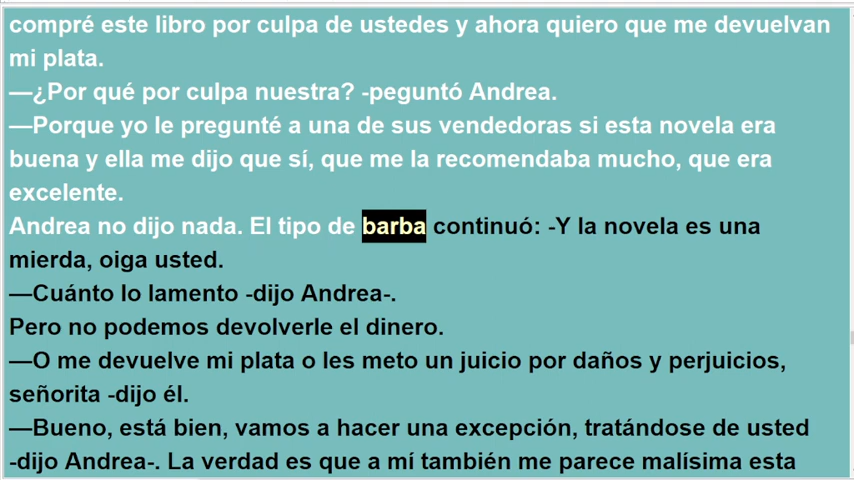 compré este libro por culpa de ustedes y ahora quiero que me devuelvan
mi plata.
—¿Por qué por culpa nuestra? -peguntó Andrea.
—Porque yo le pregunté a una de sus vendedoras si esta novela era
buena y ella me dijo que sí, que me la recomendaba mucho, que era
excelente.
Andrea no dijo nada. El tipo de barba continuó: -Y la novela es una
mierda, oiga usted.
—Cuánto lo lamento -dijo Andrea-.
Pero no podemos devolverle el dinero.
—O me devuelve mi plata o les meto un juicio por daños y perjuicios,
señorita -dijo él.
—Bueno, está bien, vamos a hacer una excepción, tratándose de usted
-dijo Andrea-. La verdad es que a mí también me parece malísima esta